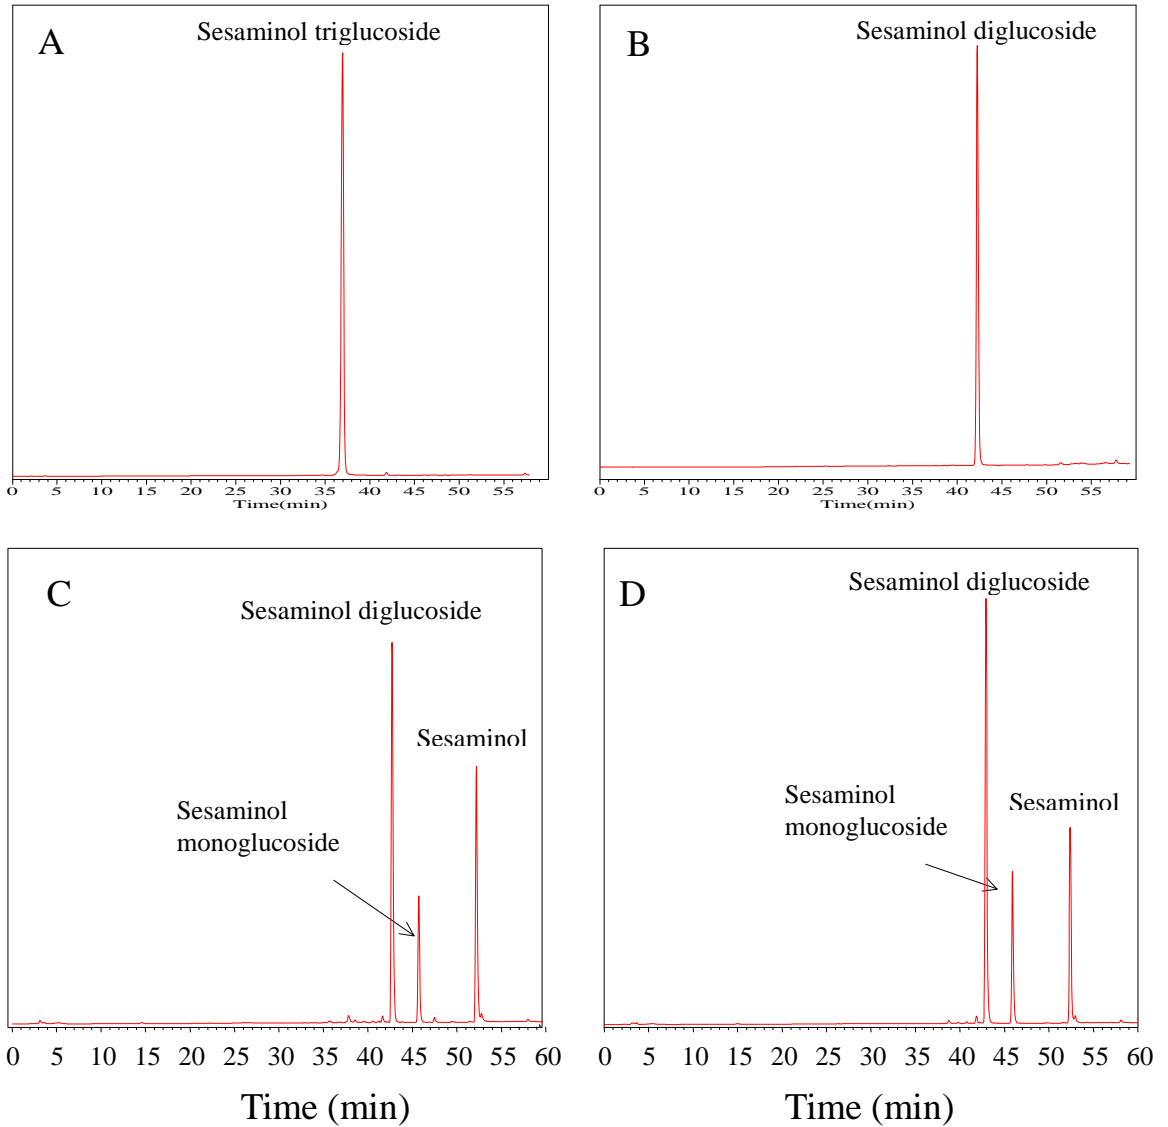 A
Sesaminol triglucoside
0 5 10 15 20 25 30 35 40 45 50 55
Time(min)
B
Sesaminol diglucoside
0 5 10 15 20 25 30 35 40 45 50 55
Time(min)
C
Sesaminol diglucoside
Sesaminol
Sesaminol
monoglucoside
0 5 10 15 20 25 30 35 40 45 50 55 60
Time (min)
D
Sesaminol diglucoside
Sesaminol
monoglucoside
Sesaminol
0 5 10 15 20 25 30 35 40 45 50 55 60
Time (min)